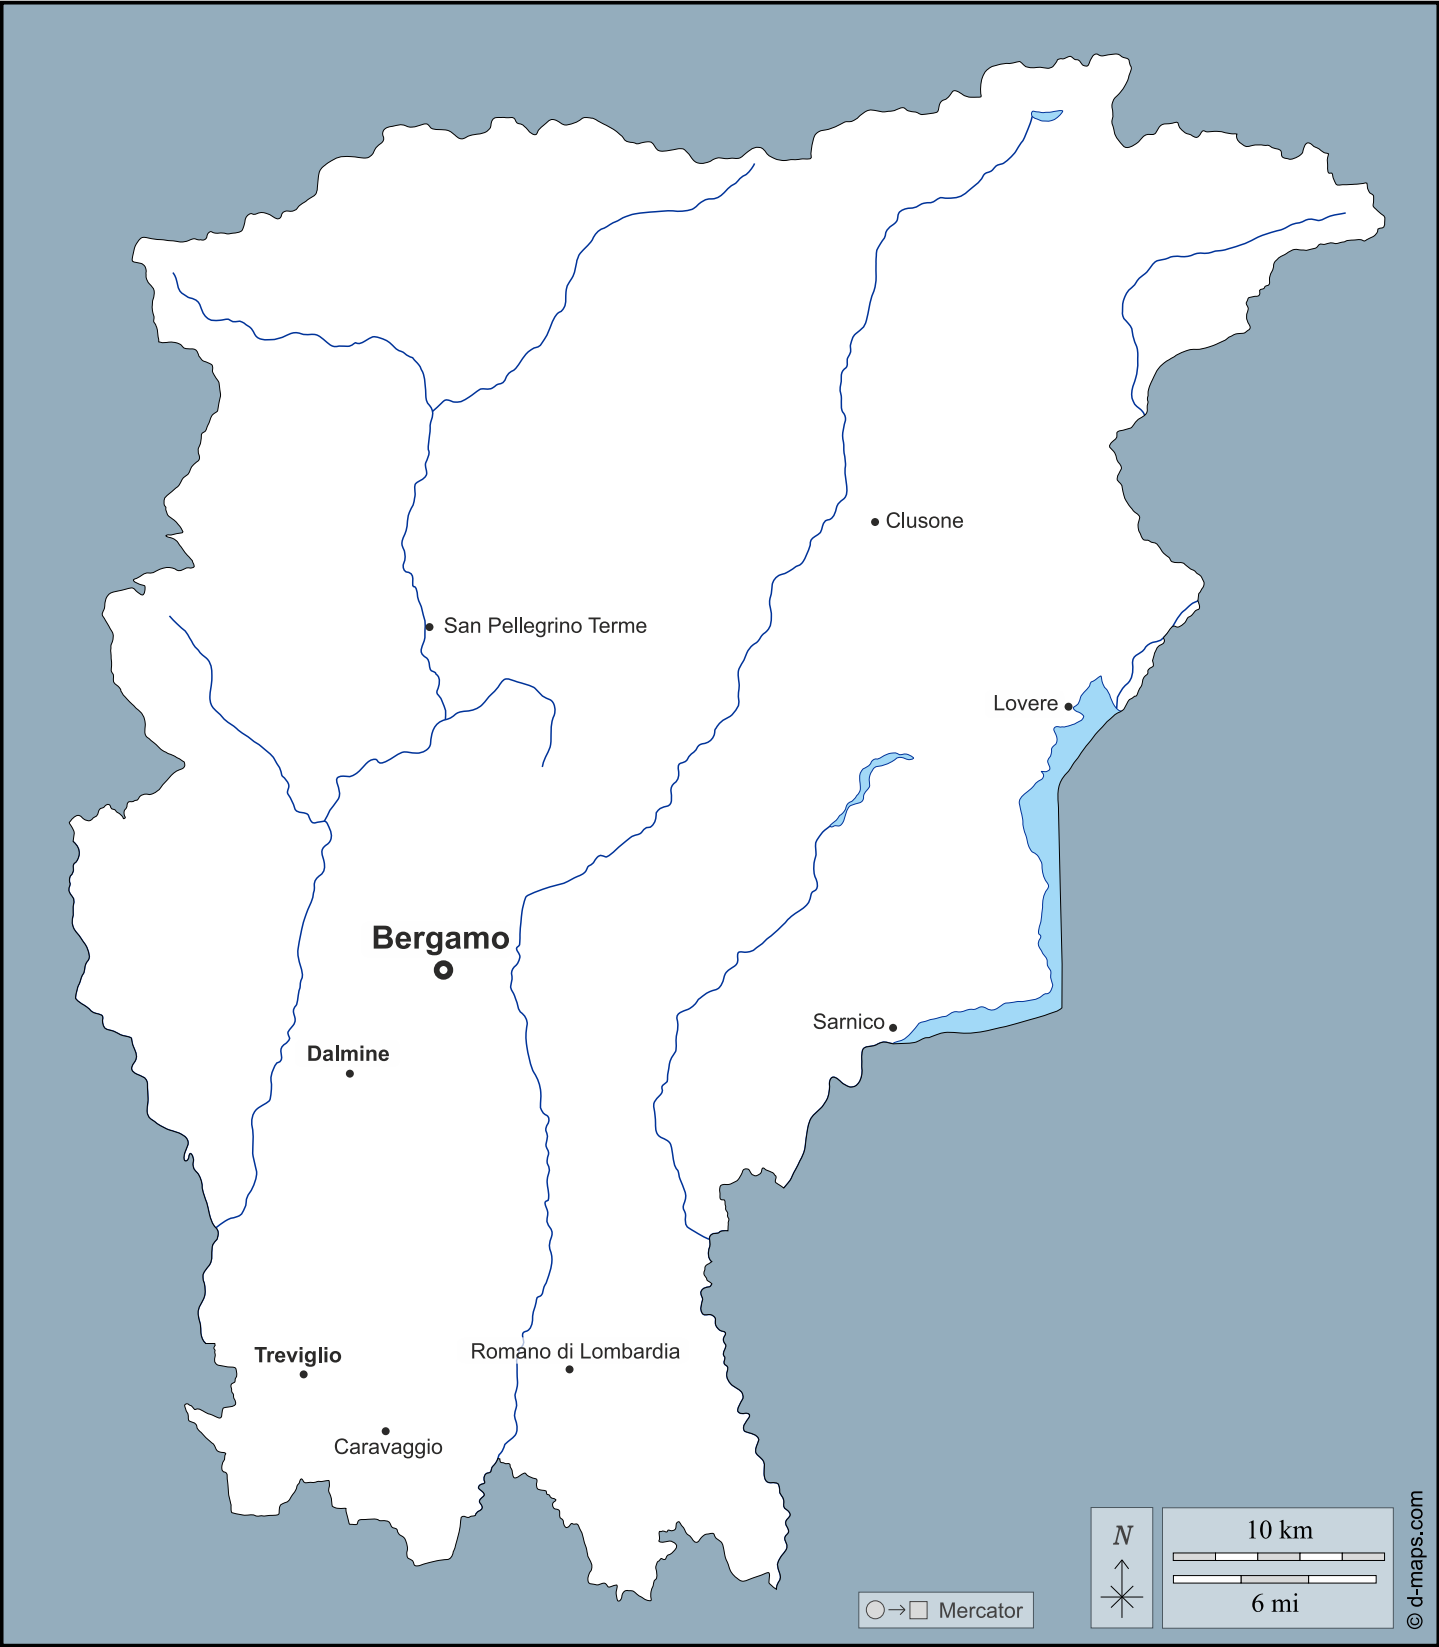 Clusone
San Pellegrino Terme
Lovere
Bergamo
Sarnico
Dalmine
Romano di Lombardia
Treviglio
Caravaggio
N
10 km
6 mi
Mercator
© d-maps.com